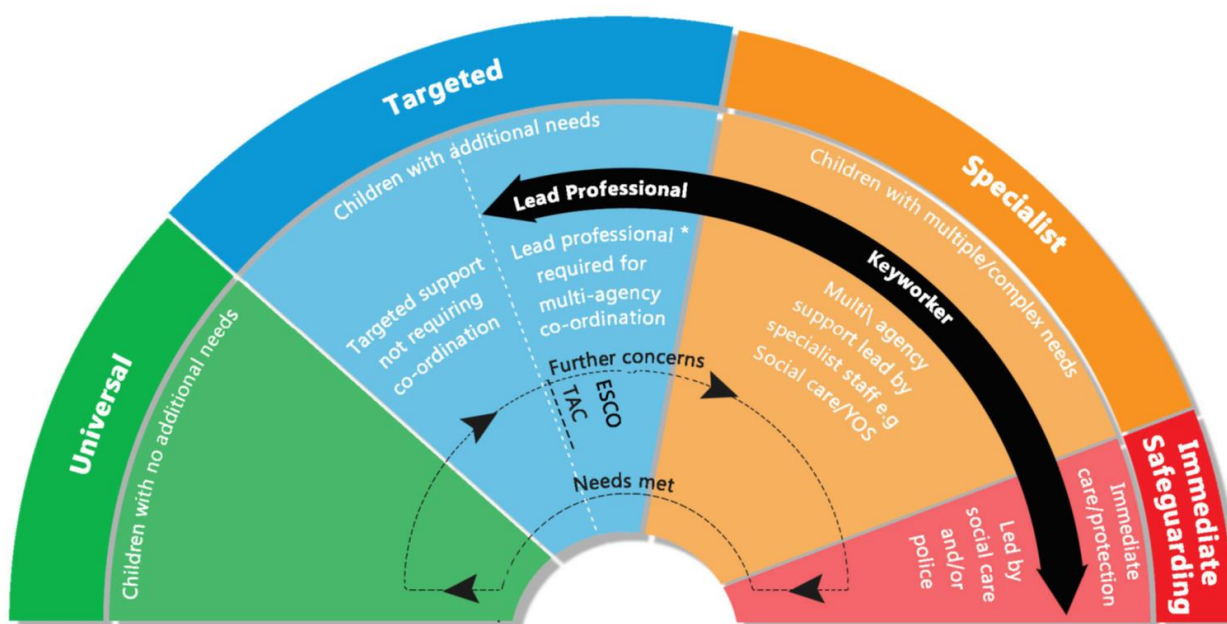 Universal
Children with no additional needs
Targeted
Children with additional needs
Targeted support
not requiring
co-ordination
Lead professional *
required for
multi-agency
co-ordination
Lead Professional
Keyworker
Further concerns
ESCO
TAC
Needs met
Specialist
Children with multiple/complex needs
Multi\ agency
support lead by
specialist staff e.g
Social care/YOS
Immediate
Safeguarding
Immediate
care/protection
Led by
social care
and/or
police